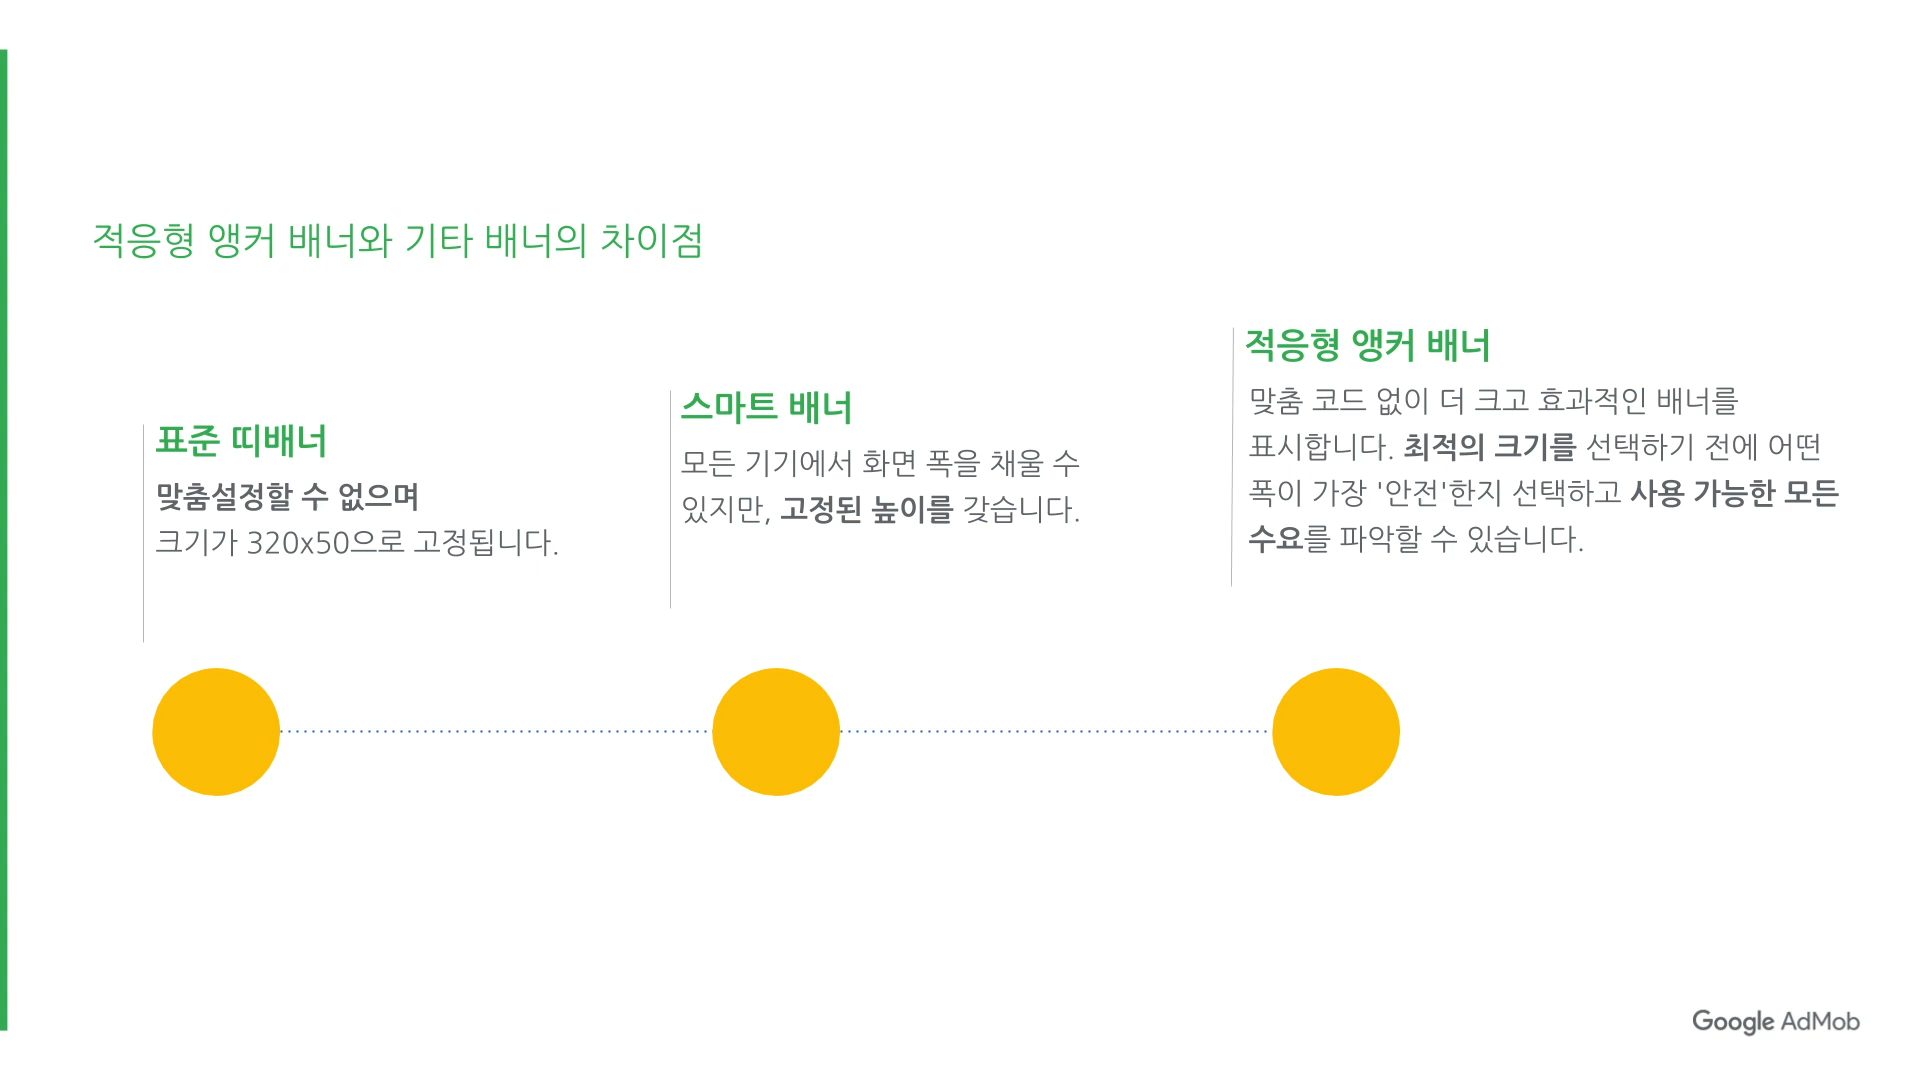 적응형 앵커 배너와 기타 배너의 차이점
표준 띠배너
맞춤설정할 수 없으며
크기가 320x50으로 고정됩니다.
스마트 배너
모든 기기에서 화면 폭을 채울 수
있지만, 고정된 높이를 갖습니다.
적응형 앵커 배너
맞춤 코드 없이 더 크고 효과적인 배너를
표시합니다. 최적의 크기를 선택하기 전에 어떤
폭이 가장 '안전'한지 선택하고 사용 가능한 모든
수요를 파악할 수 있습니다.
Google AdMob